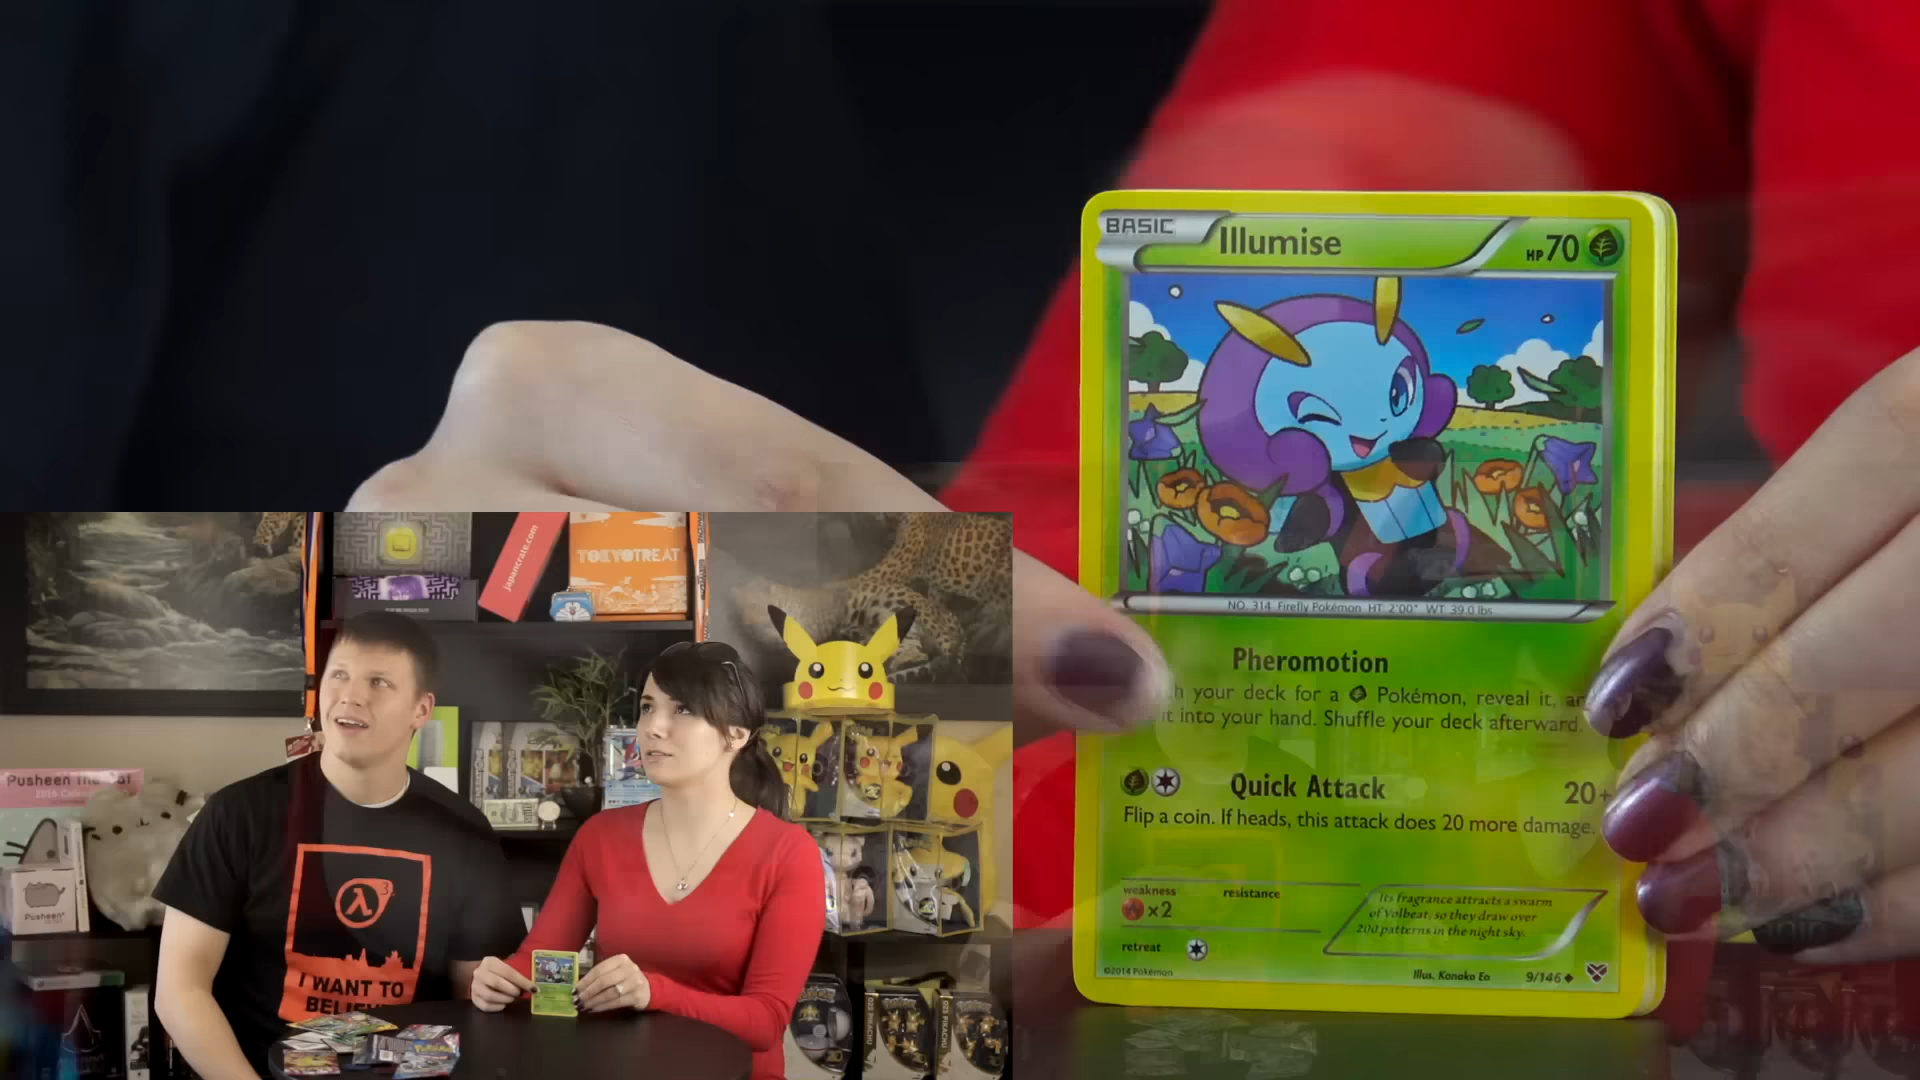 BASIC
Illumise
HP 70
NO. 314 Firefly Pokémon HT: 2'00" WT: 39.0 lbs
Pheromotion
your deck for a Pokémon, reveal it,
it into your hand. Shuffle your deck afterward.
Quick Attack 20+
Flip a coin. If heads, this attack does 20 more damage.
weakness
×2
resistance
retreat
Its fragrance attracts a swarm
of Volbeat, so they draw over
200 patterns in the night sky.
©2014 Pokémon
Illus. Kanako Eo
9/146
japancrate.com
TOKYOTREAT
Pusheen the Cat
Pusheen
λ3
I WANT TO